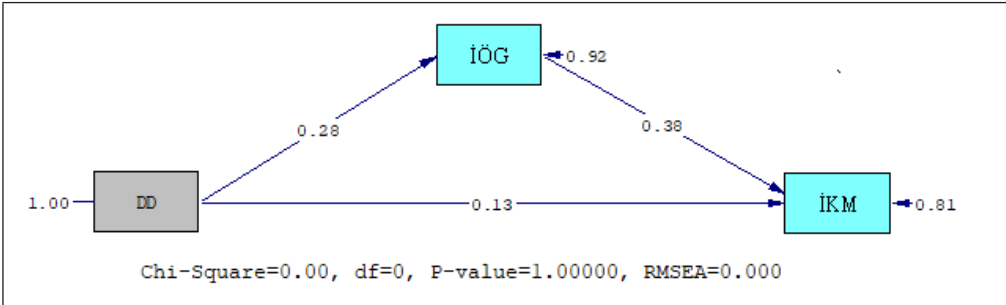 İÖG
0.92
0.28
0.38
1.00
DD
0.13
İKM
0.81
Chi-Square=0.00, df=0, P-value=1.00000, RMSEA=0.000